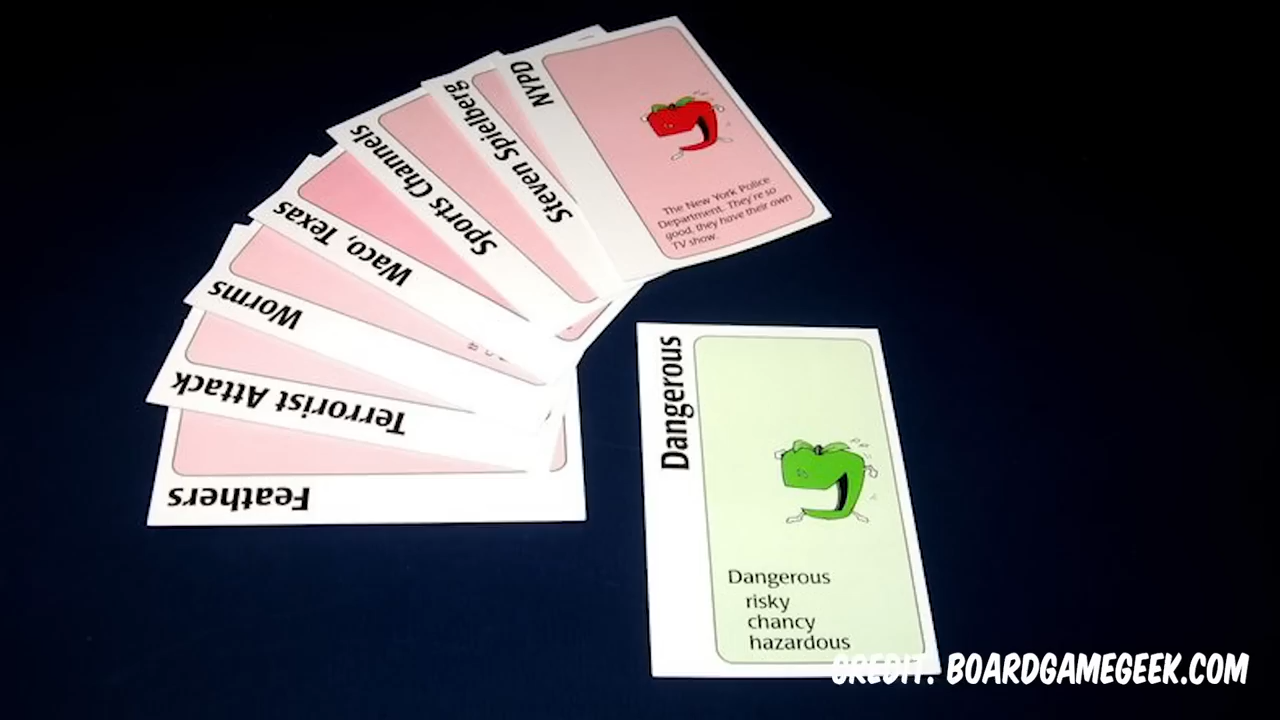 NYPD
The New York Police
Department. They're so
good, they have their own
TV show.
Steven Spielberg
Sports Channels
Waco, Texas
Worms
Terrorist Attack
Feathers
Dangerous
Dangerous
risky
chancy
hazardous
CREDIT: BOARDGAMEGEEK.COM